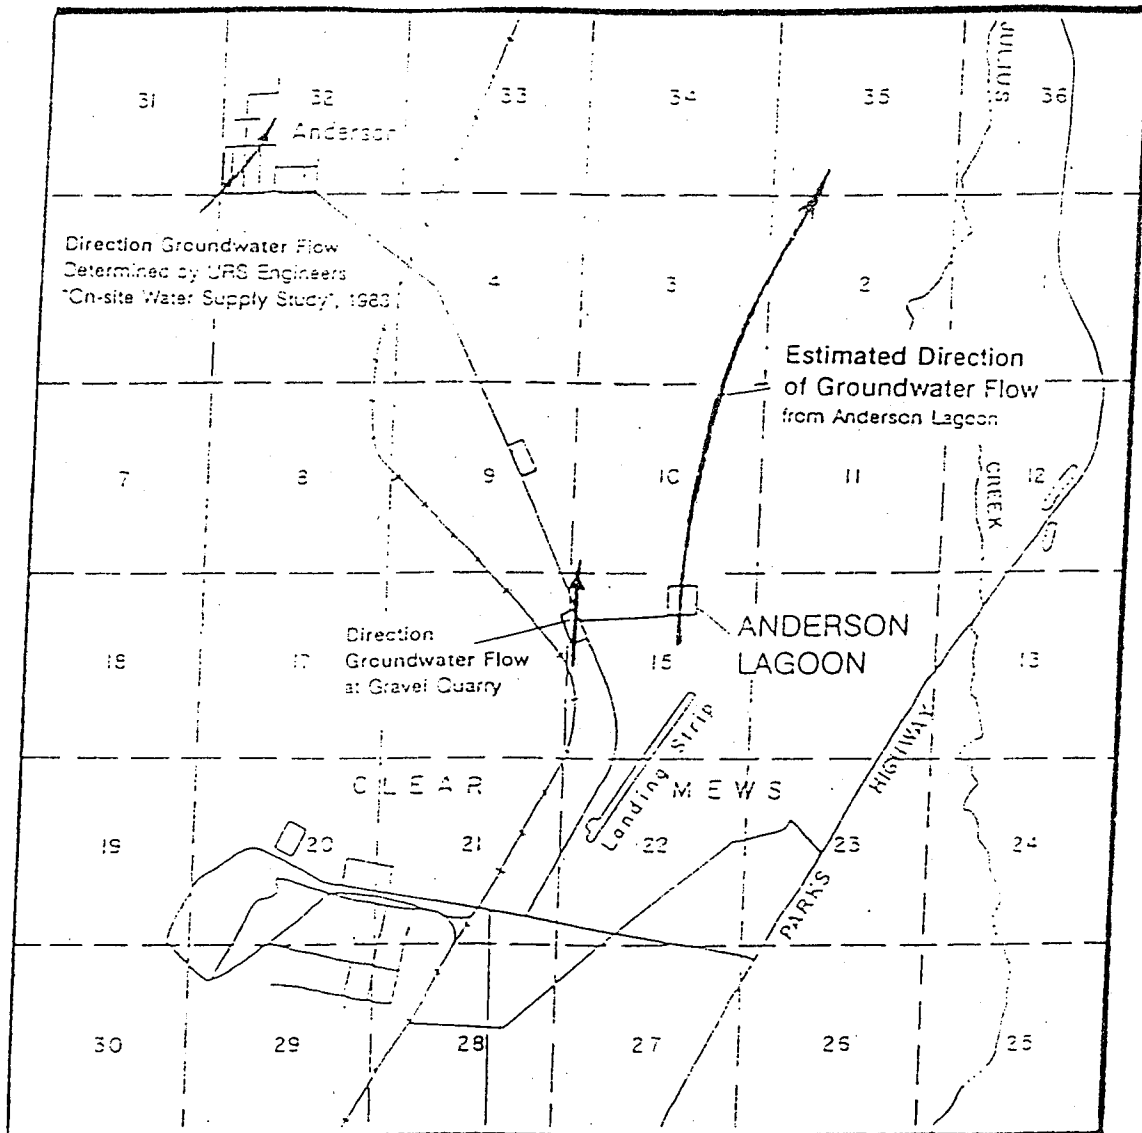 31
32
33
34
35
36
JULIUS
Anderson
Direction Groundwater Flow
Determined by URS Engineers
"On-site Water Supply Study", 1983
4
3
2
1
Estimated Direction
of Groundwater Flow
from Anderson Lagoon
7
8
9
10
11
CREEK
12
Direction
Groundwater Flow
at Gravel Quarry
ANDERSON
LAGOON
18
17
15
13
Landing Strip
PARKS HIGHWAY
CLEAR MEWS
19
20
21
22
23
24
30
29
28
27
26
25